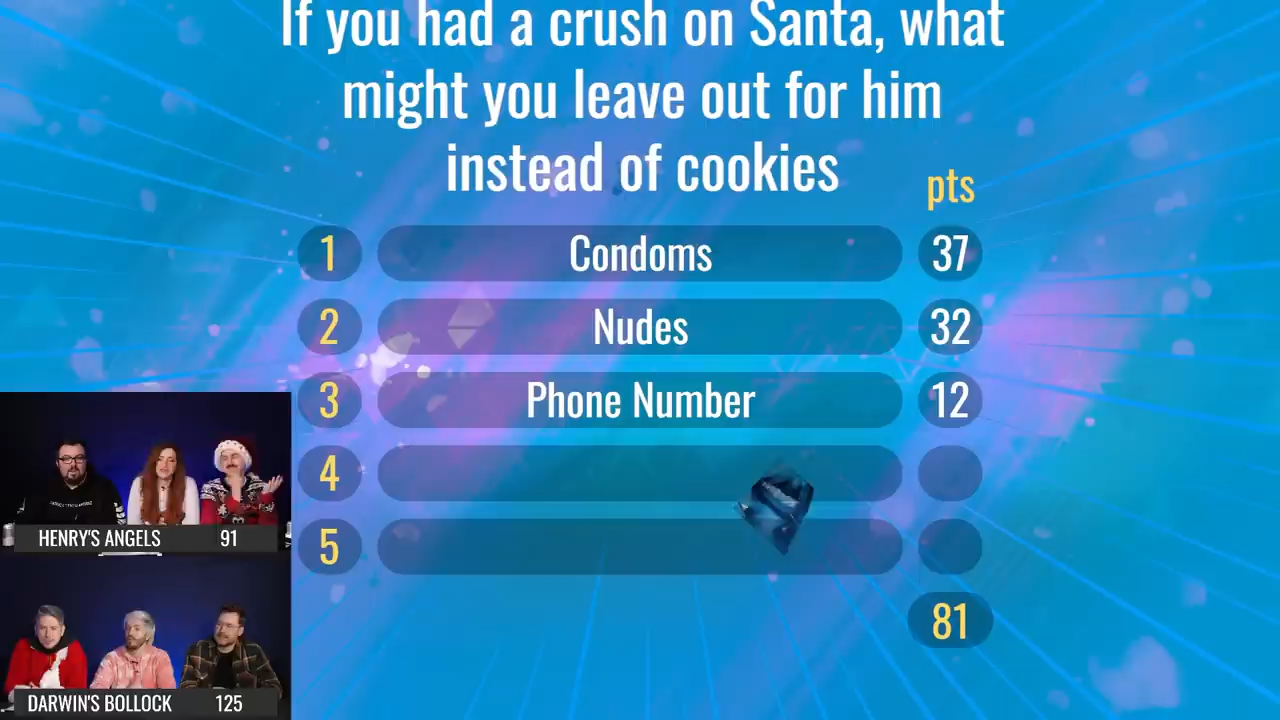 If you had a crush on Santa, what
might you leave out for him
instead of cookies
pts
1 Condoms 37
2 Nudes 32
3 Phone Number 12
4
5
81
HENRY'S ANGELS 91
DARWIN'S BOLLOCK 125